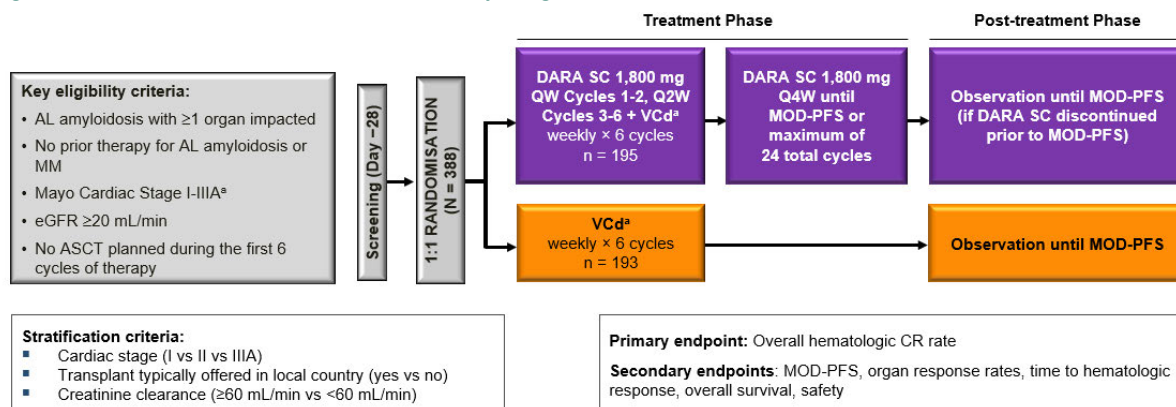 Treatment Phase
Post-treatment Phase
Key eligibility criteria:
• AL amyloidosis with ≥1 organ impacted
• No prior therapy for AL amyloidosis or
MM
• Mayo Cardiac Stage I-IIIAᵃ
• eGFR ≥20 mL/min
• No ASCT planned during the first 6
cycles of therapy
Screening (Day –28)
1:1 RANDOMISATION
(N = 388)
DARA SC 1,800 mg
QW Cycles 1-2, Q2W
Cycles 3-6 + VCdᵃ
weekly × 6 cycles
n = 195
DARA SC 1,800 mg
Q4W until
MOD-PFS or
maximum of
24 total cycles
Observation until MOD-PFS
(if DARA SC discontinued
prior to MOD-PFS)
VCdᵃ
weekly × 6 cycles
n = 193
Observation until MOD-PFS
Stratification criteria:
▪ Cardiac stage (I vs II vs IIIA)
▪ Transplant typically offered in local country (yes vs no)
▪ Creatinine clearance (≥60 mL/min vs <60 mL/min)
Primary endpoint: Overall hematologic CR rate
Secondary endpoints: MOD-PFS, organ response rates, time to hematologic
response, overall survival, safety